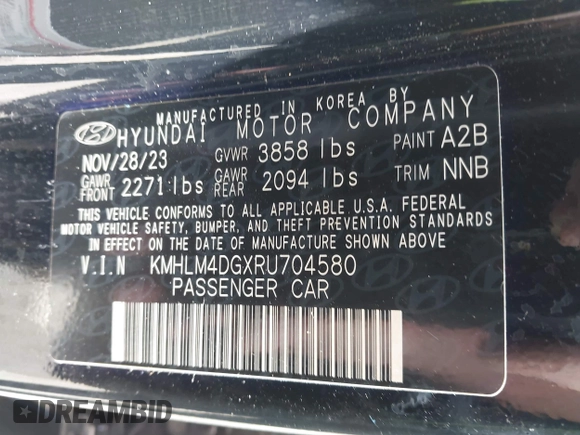 MANUFACTURED IN KOREA BY
HYUNDAI MOTOR COMPANY
NOV/28/23 GVWR 3858 lbs PAINT A2B
GAWR FRONT 2271 lbs GAWR REAR 2094 lbs TRIM NNB
THIS VEHICLE CONFORMS TO ALL APPLICABLE U.S.A. FEDERAL
MOTOR VEHICLE SAFETY, BUMPER, AND THEFT PREVENTION
STANDARDS IN EFFECT ON THE DATE OF MANUFACTURE SHOWN ABOVE
V.I.N KMHLM4DGXRU704580
PASSENGER CAR
DREAMBID